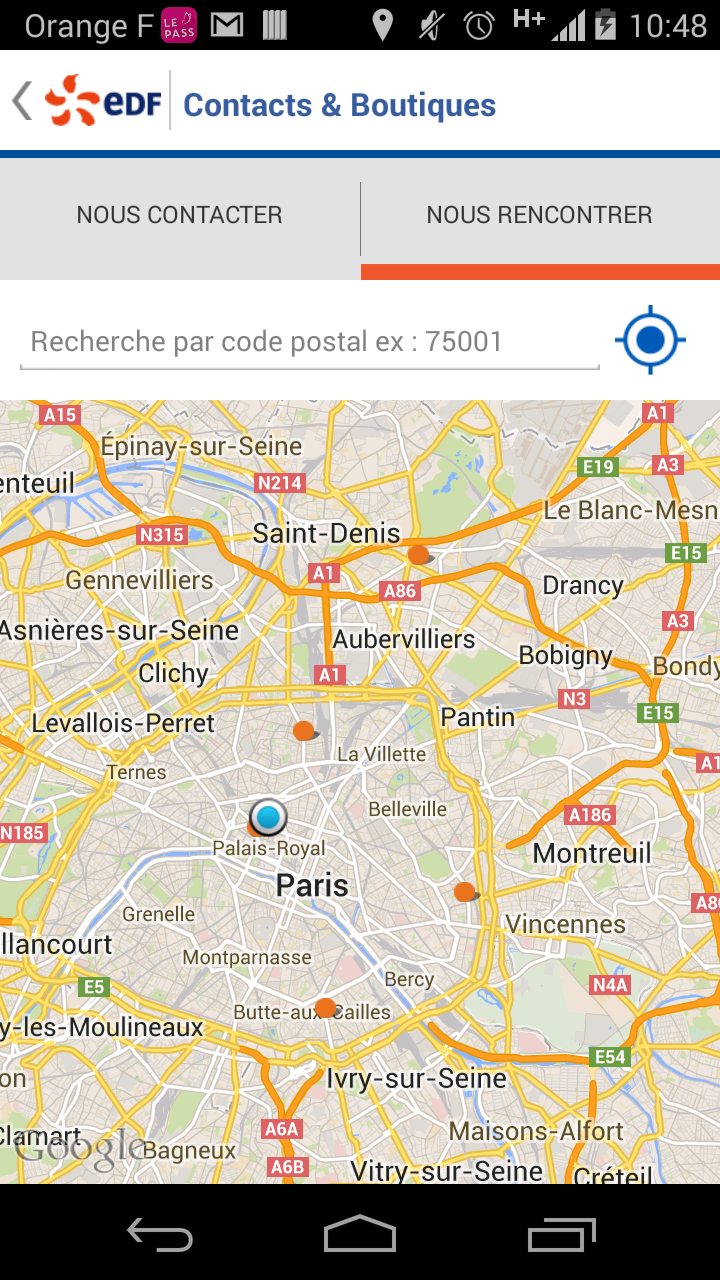 Orange F LE PASS H+ 10:48
eDF Contacts & Boutiques
NOUS CONTACTER NOUS RENCONTRER
Recherche par code postal ex : 75001
A15 A1
Épinay-sur-Seine
E19 A3
enteuil N214
Le Blanc-Mesn
N315 Saint-Denis
E15
Gennevilliers A1 A86 Drancy
A3
Asnières-sur-Seine Aubervilliers
Bobigny
Clichy A1 Bondy
N3
Levallois-Perret Pantin E15
La Villette A1
Ternes
Belleville
N185 A186
Palais-Royal Montreuil
Paris
A86
Grenelle
Vincennes
llancourt
Montparnasse
E5 Bercy N4A
Butte-aux-Cailles
y-les-Moulineaux
E54
on Ivry-sur-Seine
A6A Maisons-Alfort
Clamart
Google Bagneux
A6B Vitry-sur-Seine Créteil